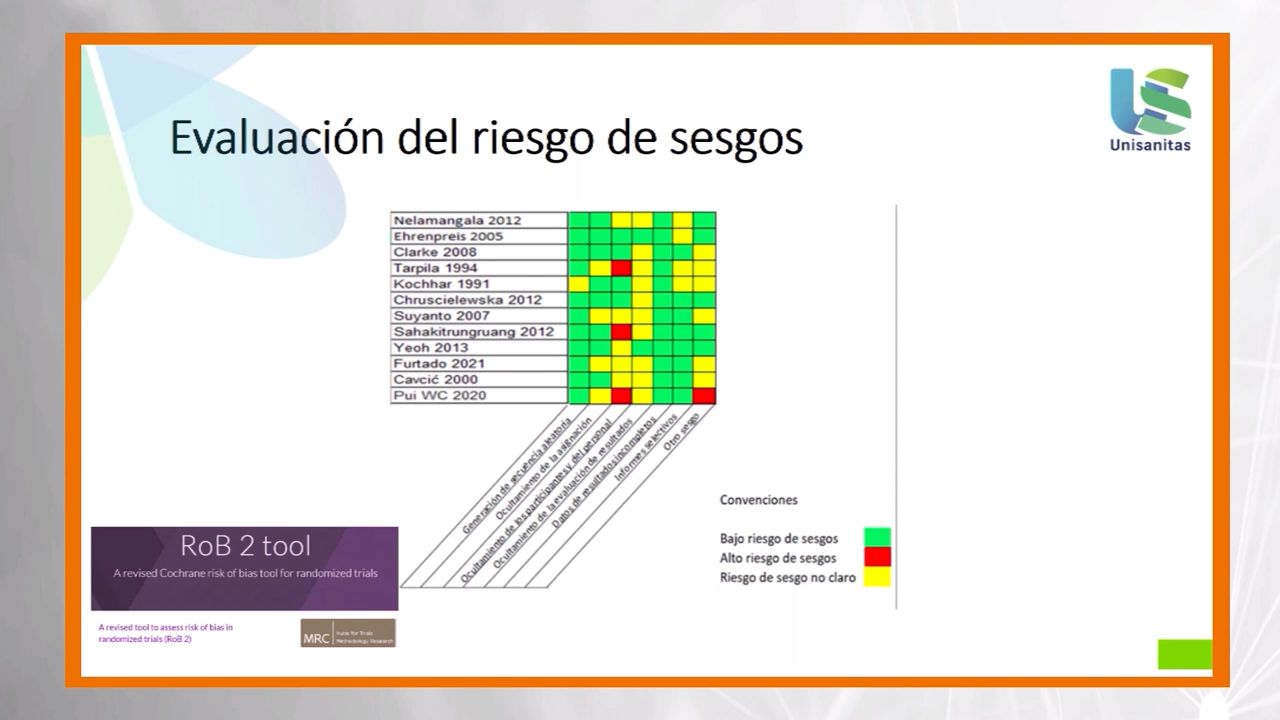 Evaluación del riesgo de sesgos
Unisanitas
Nelamangala 2012
Ehrenpreis 2005
Clarke 2008
Tarpila 1994
Kochhar 1991
Chruscielewska 2012
Suyanto 2007
Sahakitrungruang 2012
Yeoh 2013
Furtado 2021
Cavcić 2000
Pui WC 2020
Generación de secuencia aleatoria
Ocultamiento de la asignación
Ocultamiento de los participantes y del personal
Ocultamiento de la evaluación de resultados
Datos de resultados incompletos
Informes selectivos
Otro sesgo
Convenciones
Bajo riesgo de sesgos
Alto riesgo de sesgos
Riesgo de sesgo no claro
RoB 2 tool
A revised Cochrane risk of bias tool for randomized trials
A revised tool to assess risk of bias in
randomized trials (RoB 2)
MRC
Methodology Research